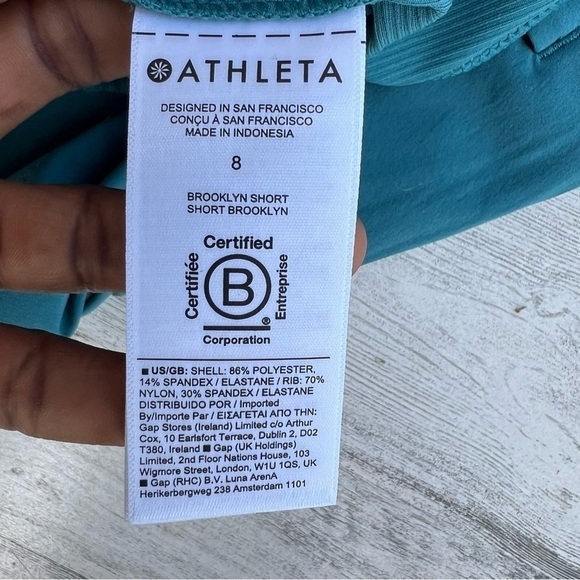 ATHLETA
DESIGNED IN SAN FRANCISCO
CONÇU À SAN FRANCISCO
MADE IN INDONESIA
8
BROOKLYN SHORT
SHORT BROOKLYN
Certified
Certifiée
B
Entreprise
®
Corporation
■ US/GB: SHELL: 86% POLYESTER,
14% SPANDEX / ELASTANE / RIB: 70%
NYLON, 30% SPANDEX / ELASTANE
DISTRIBUIDO POR / Imported
By/Importe Par / ΕΙΣΑΓΕΤΑΙ ΑΠΟ ΤΗΝ:
Gap Stores (Ireland) Limited c/o Arthur
Cox, 10 Earlsfort Terrace, Dublin 2, D02
T380, Ireland ■ Gap (UK Holdings)
Limited, 2nd Floor Nations House, 103
Wigmore Street, London, W1U 1QS, UK
■ Gap (RHC) B.V. Luna ArenA
Herikerbergweg 238 Amsterdam 1101